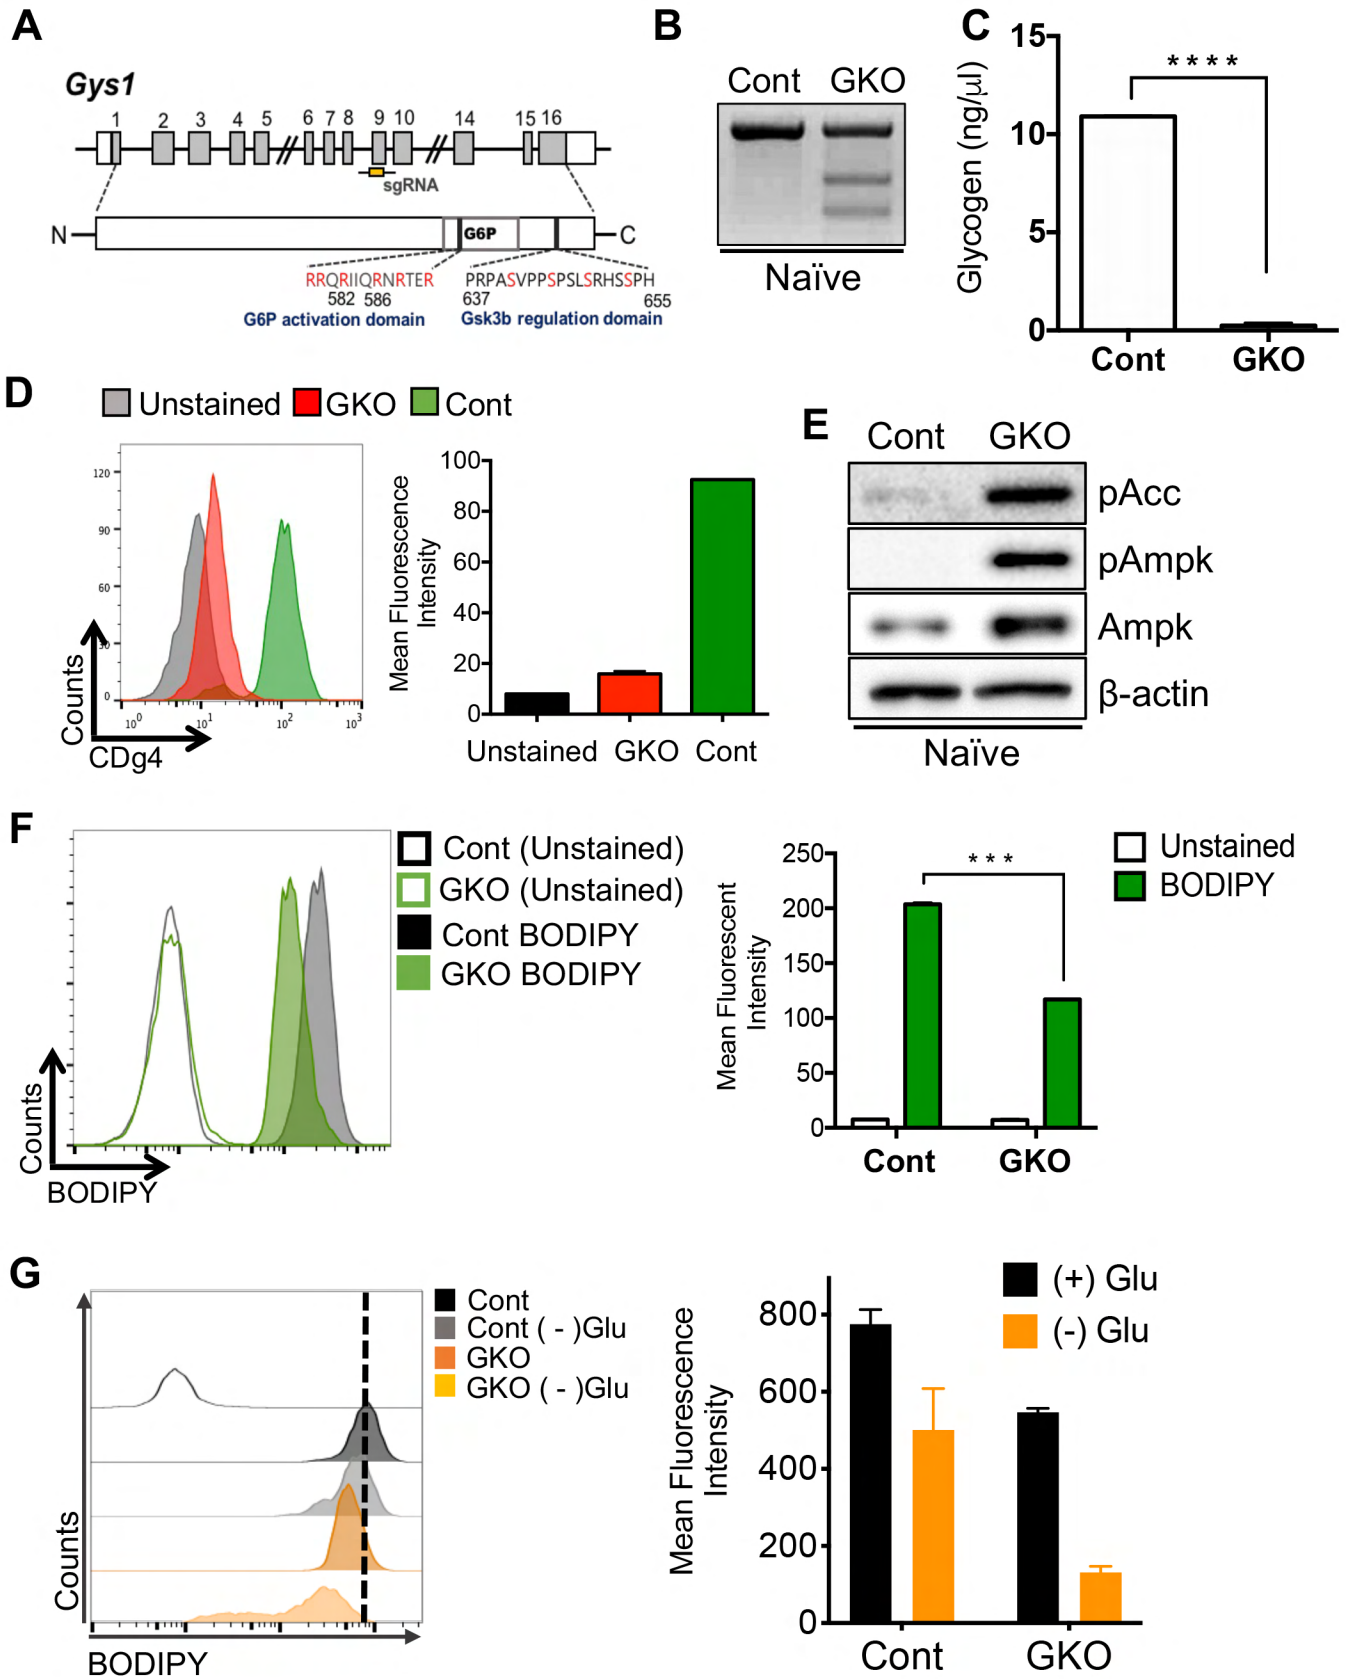 A
Gys1
1 2 3 4 5 6 7 8 9 10 14 15 16
sgRNA
N G6P C
RRQRIIQRNRTER PRPASVPPSPSLSRHSSPH
582 586 637 655
G6P activation domain Gsk3b regulation domain
B
Cont GKO
Naïve
C
15
10
5
0
Glycogen (ng/µl)
****
Cont GKO
D
Unstained GKO Cont
120
90
60
30
0
10⁰ 10¹ 10² 10³
Counts
CDg4
100
80
60
40
20
0
Mean Fluorescence
Intensity
Unstained GKO Cont
E
Cont GKO
pAcc
pAmpk
Ampk
β-actin
Naïve
F
Cont (Unstained)
GKO (Unstained)
Cont BODIPY
GKO BODIPY
Counts
BODIPY
250
200
150
100
50
0
Mean Fluorescent
Intensity
***
Unstained
BODIPY
Cont GKO
G
Cont
Cont ( - )Glu
GKO
GKO ( - )Glu
Counts
BODIPY
800
600
400
200
0
Mean Fluorescence
Intensity
(+) Glu
(-) Glu
Cont GKO